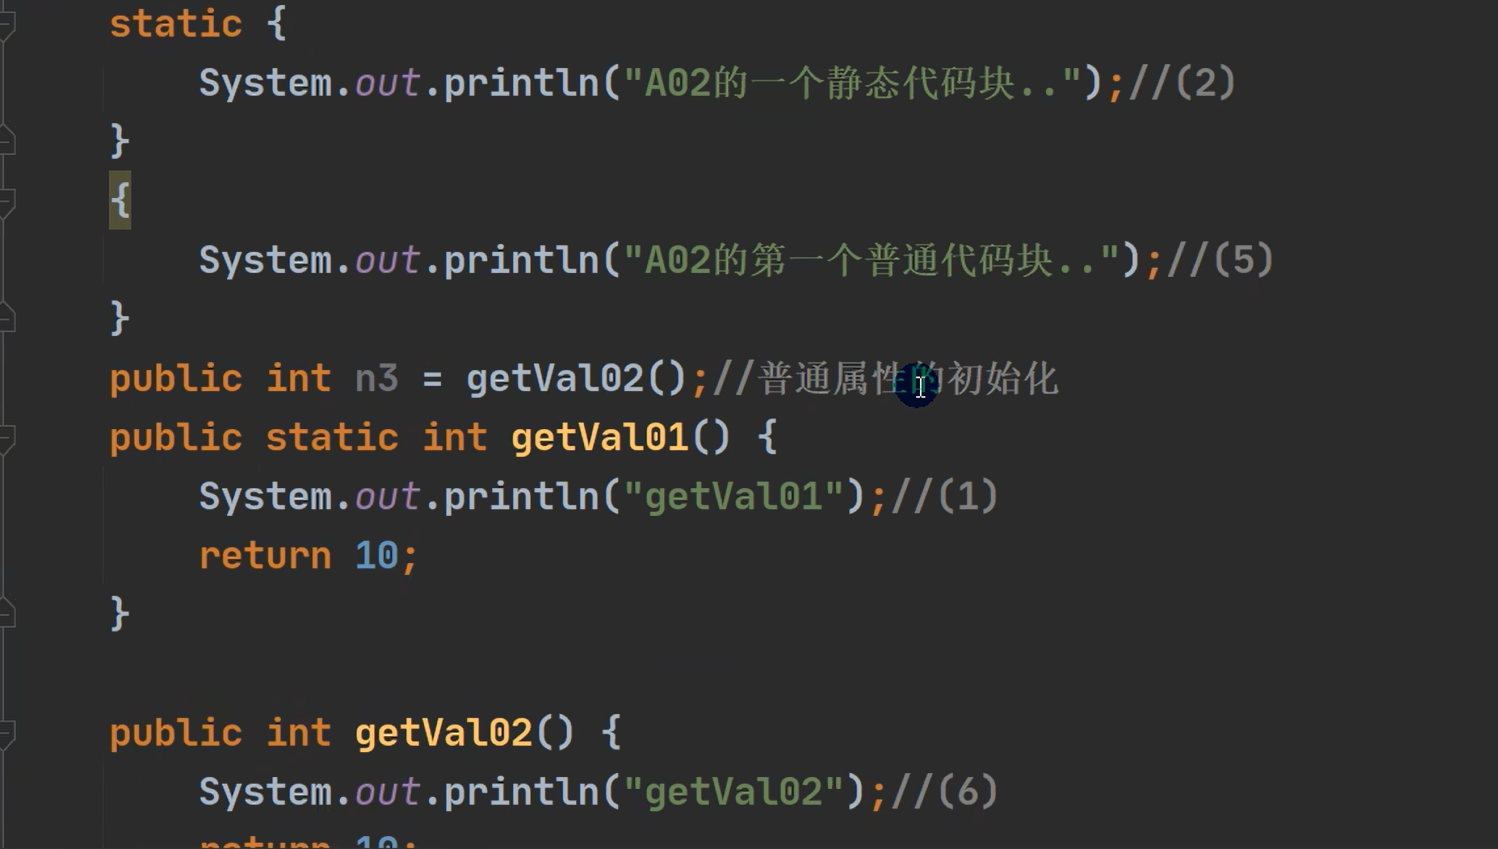 static {
System.out.println("A02的一个静态代码块..");//(2)
}
{
System.out.println("A02的第一个普通代码块..");//(5)
}
public int n3 = getVal02();//普通属性的初始化
public static int getVal01() {
System.out.println("getVal01");//(1)
return 10;
}
public int getVal02() {
System.out.println("getVal02");//(6)
return 10;